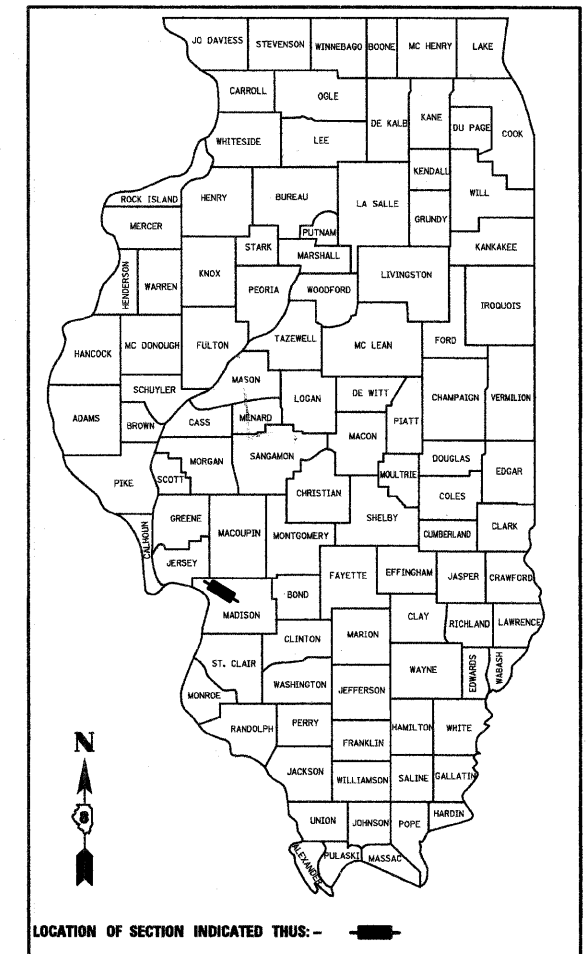 JO DAVIESS STEVENSON WINNEBAGO BOONE MC HENRY LAKE
CARROLL OGLE DE KALB KANE DU PAGE COOK
WHITESIDE LEE
KENDALL WILL
ROCK ISLAND HENRY BUREAU LA SALLE GRUNDY
MERCER PUTNAM
STARK MARSHALL KANKAKEE
HENDERSON WARREN KNOX PEORIA WOODFORD LIVINGSTON
IROQUOIS
HANCOCK MC DONOUGH FULTON TAZEWELL MC LEAN FORD
SCHUYLER MASON LOGAN DE WITT CHAMPAIGN VERMILION
ADAMS BROWN CASS MENARD PIATT
MACON
PIKE SCOTT MORGAN SANGAMON MOULTRIE DOUGLAS EDGAR
CHRISTIAN COLES
CALHOUN GREENE MACOUPIN MONTGOMERY SHELBY CUMBERLAND CLARK
JERSEY FAYETTE EFFINGHAM JASPER CRAWFORD
MADISON BOND
CLAY RICHLAND LAWRENCE
CLINTON MARION
ST. CLAIR WAYNE EDWARDS WABASH
WASHINGTON JEFFERSON
MONROE
RANDOLPH PERRY HAMILTON WHITE
FRANKLIN
N
JACKSON WILLIAMSON SALINE GALLATIN
8
UNION JOHNSON POPE HARDIN
ALEXANDER PULASKI MASSAC
LOCATION OF SECTION INDICATED THUS:-